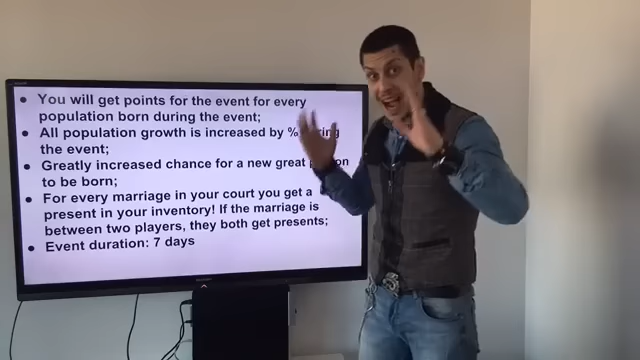 • You will get points for the event for every
population born during the event;
• All population growth is increased by %
the event;
• Greatly increased chance for a new great
to be born;
• For every marriage in your court you get a
present in your inventory! If the marriage is
between two players, they both get presents;
• Event duration: 7 days